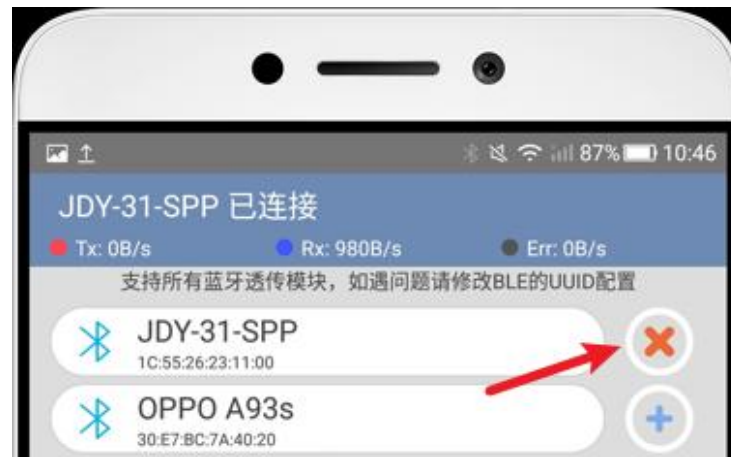 87% 10:46
JDY-31-SPP 已连接
Tx: 0B/s Rx: 980B/s Err: 0B/s
支持所有蓝牙透传模块，如遇问题请修改BLE的UUID配置
JDY-31-SPP
1C:55:26:23:11:00
OPPO A93s
30:E7:BC:7A:40:20